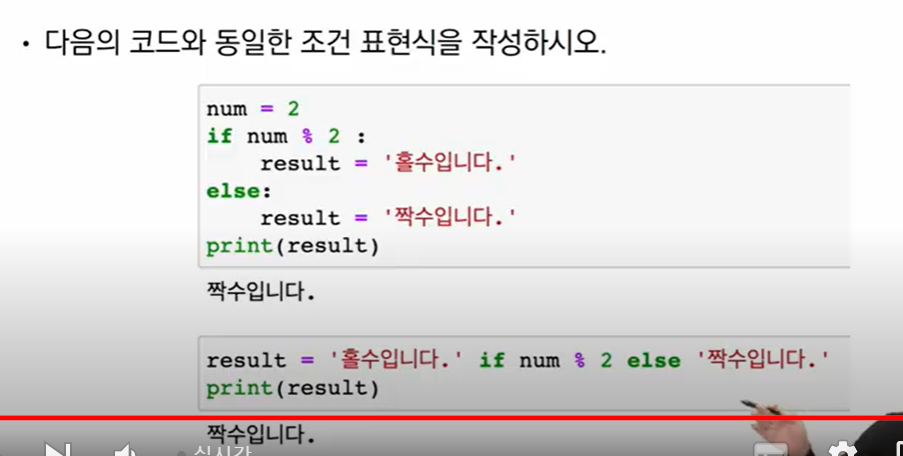 • 다음의 코드와 동일한 조건 표현식을 작성하시오.
num = 2
if num % 2 :
    result = '홀수입니다.'
else:
    result = '짝수입니다.'
print(result)
짝수입니다.
result = '홀수입니다.' if num % 2 else '짝수입니다.'
print(result)
짝수입니다.
실시간